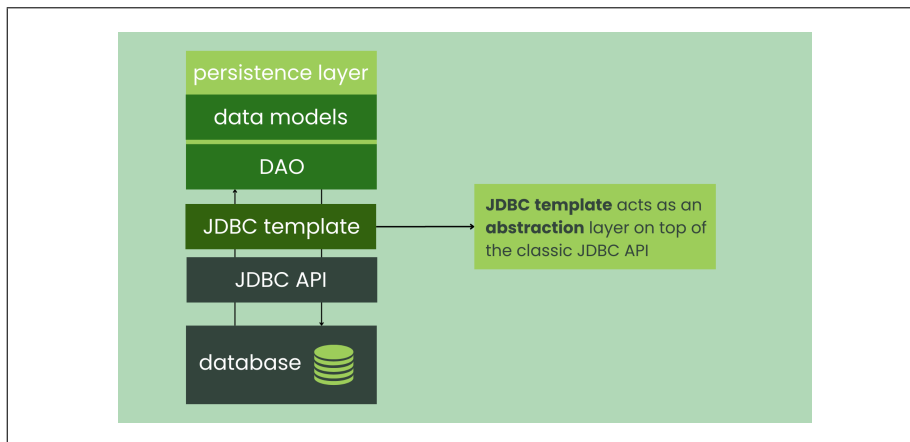 persistence layer
data models
DAO
JDBC template
JDBC API
database
JDBC template acts as an
abstraction layer on top of
the classic JDBC API